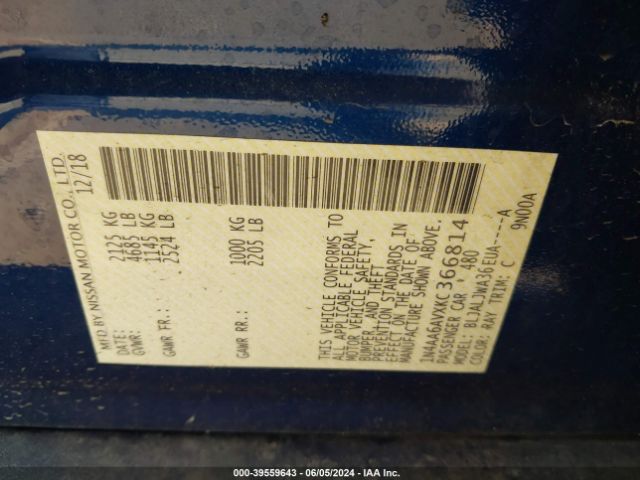 MFD. BY NISSAN MOTOR CO., LTD.
DATE: 12/18
GVWR: 2125 KG
4685 LB
GAWR FR.: 1145 KG
2524 LB
GAWR RR.: 1000 KG
2205 LB
THIS VEHICLE CONFORMS TO
ALL APPLICABLE FEDERAL
MOTOR VEHICLE SAFETY,
BUMPER, AND THEFT
PREVENTION STANDARDS IN
EFFECT ON THE DATE OF
MANUFACTURE SHOWN ABOVE.
1N4AA6AVXKC366814
PASSENGER CAR 480
MODEL: BLJALJWA36EUA-----A
COLOR: RAY TRIM: C 9N00A
000-39559643 / 06/05/2024 / IAA Inc.